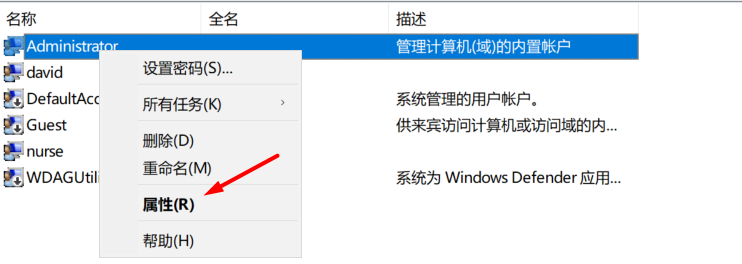 名称 全名 描述
Administrator 管理计算机(域)的内置帐户
设置密码(S)...
david
所有任务(K)
DefaultAcc 系统管理的用户帐户。
Guest 供来宾访问计算机或访问域的内...
删除(D)
nurse
重命名(M)
WDAGUtili 系统为 Windows Defender 应用...
属性(R)
帮助(H)